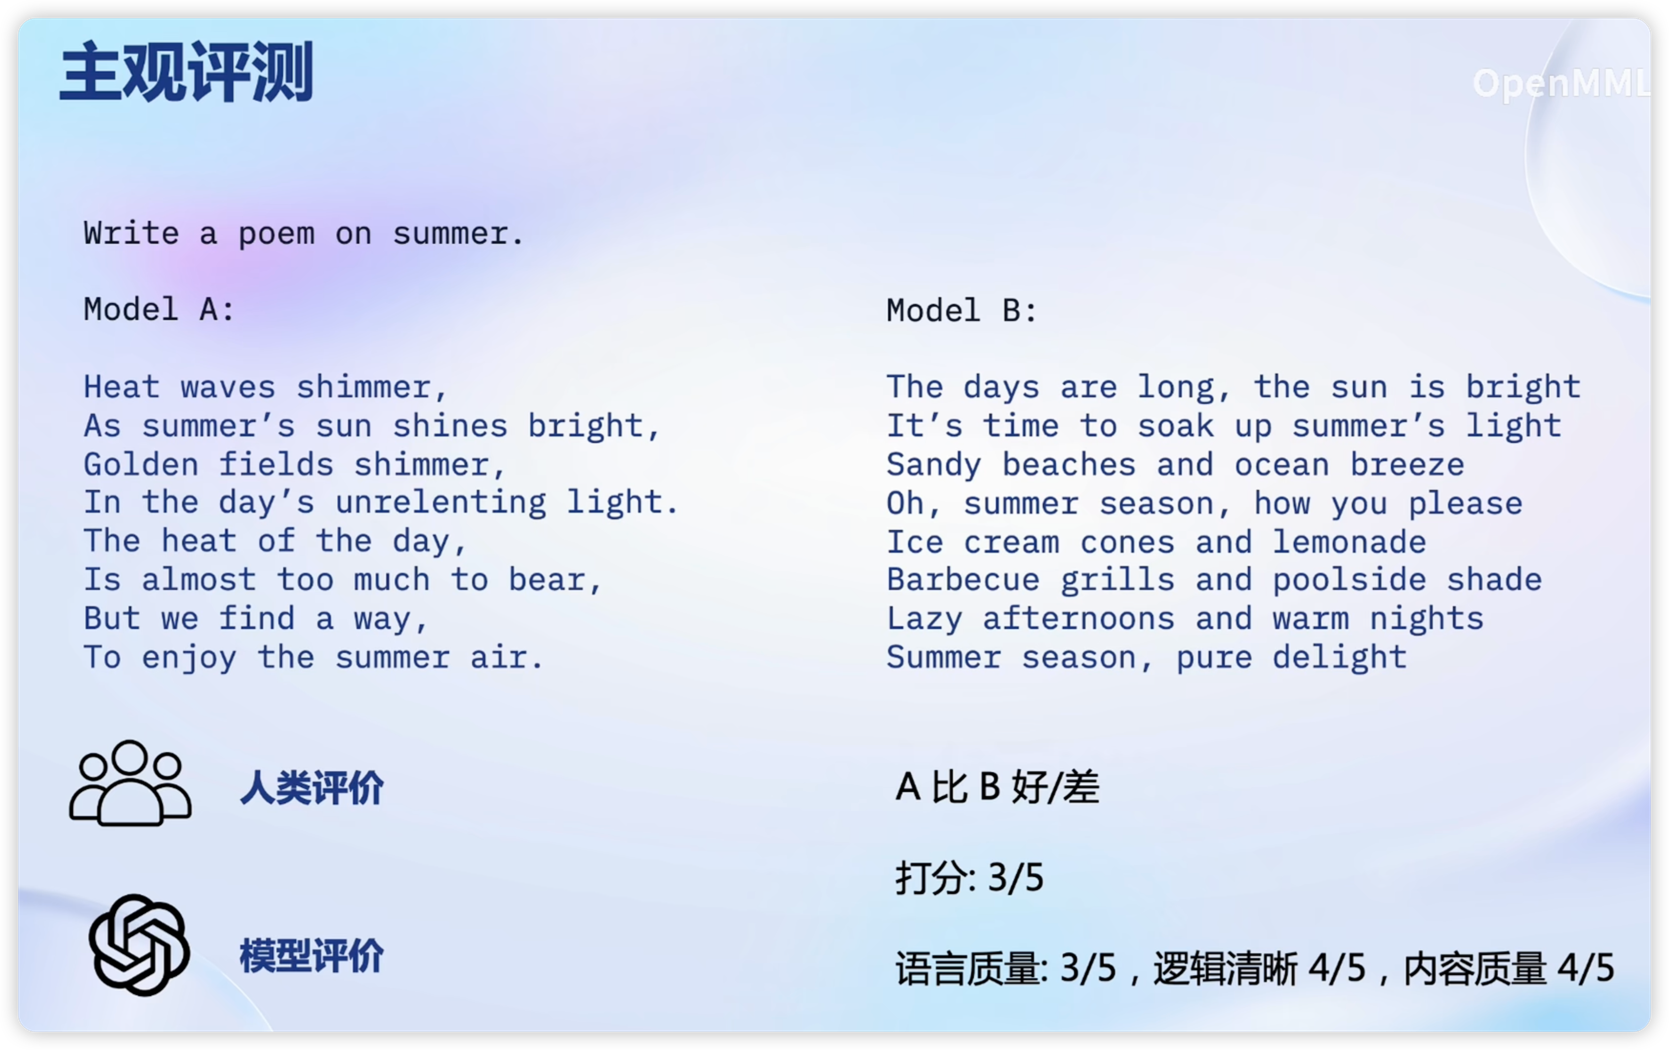 主观评测
OpenMML
Write a poem on summer.
Model A:
Heat waves shimmer,
As summer’s sun shines bright,
Golden fields shimmer,
In the day’s unrelenting light.
The heat of the day,
Is almost too much to bear,
But we find a way,
To enjoy the summer air.
Model B:
The days are long, the sun is bright
It’s time to soak up summer’s light
Sandy beaches and ocean breeze
Oh, summer season, how you please
Ice cream cones and lemonade
Barbecue grills and poolside shade
Lazy afternoons and warm nights
Summer season, pure delight
人类评价
模型评价
A 比 B 好/差
打分: 3/5
语言质量: 3/5，逻辑清晰 4/5，内容质量 4/5